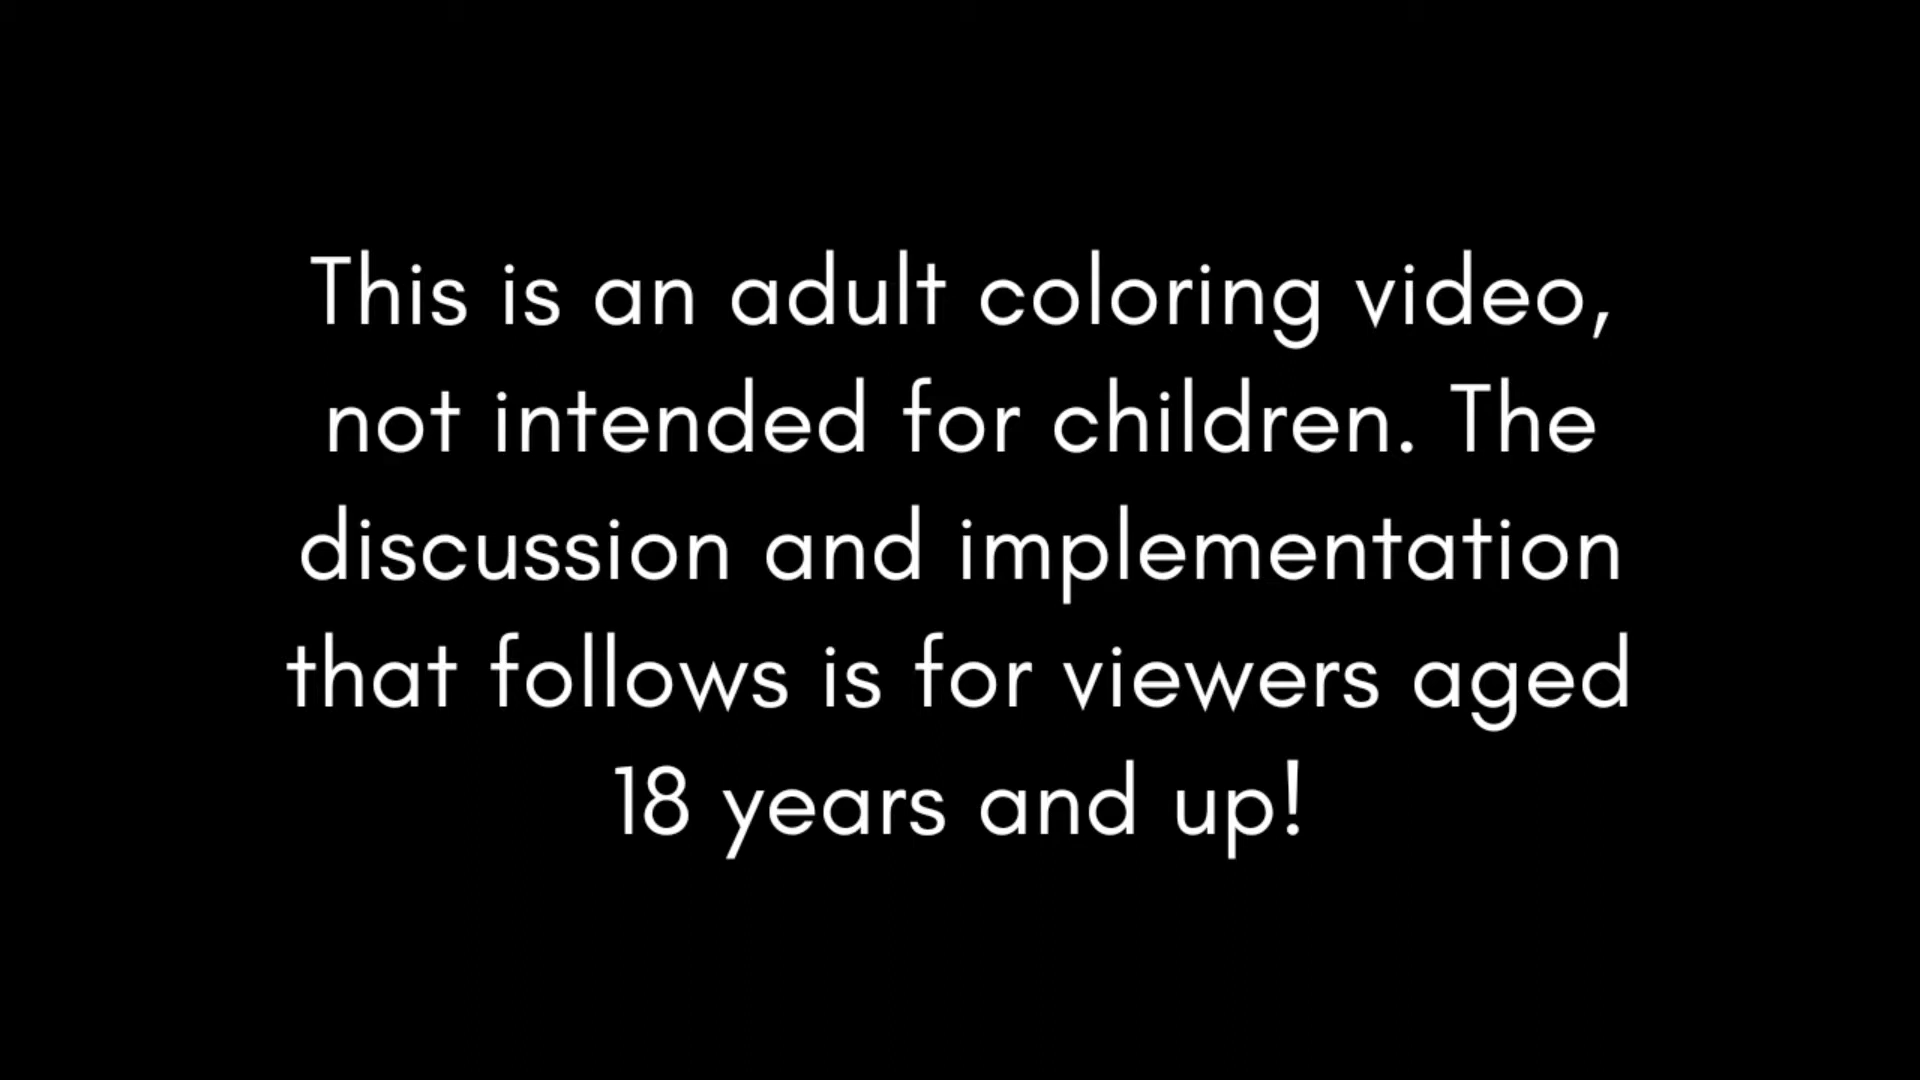 This is an adult coloring video,
not intended for children. The
discussion and implementation
that follows is for viewers aged
18 years and up!